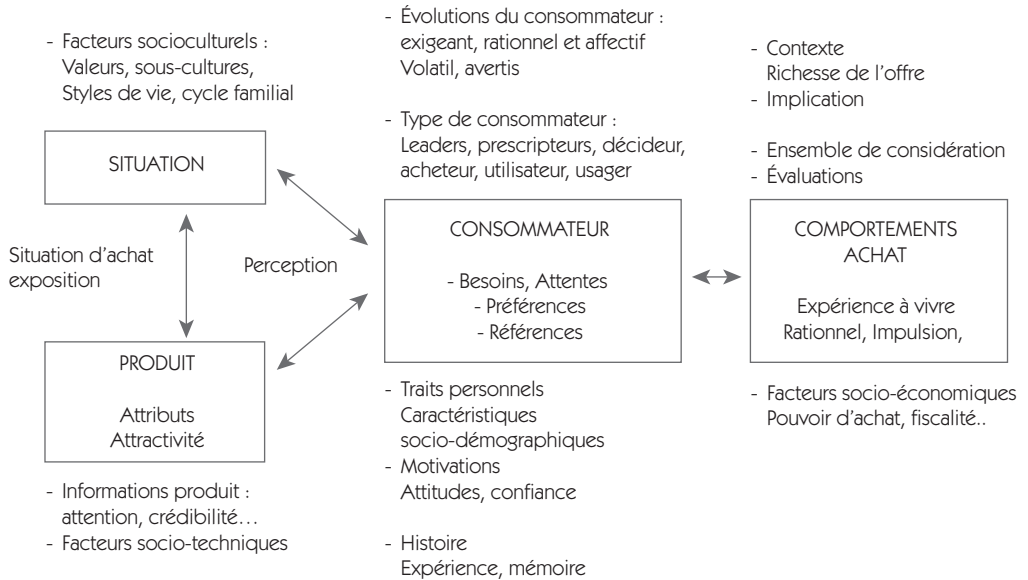 - Facteurs socioculturels :
Valeurs, sous-cultures,
Styles de vie, cycle familial
SITUATION
Situation d’achat
exposition
Perception
PRODUIT
Attributs
Attractivité
- Informations produit :
attention, crédibilité…
- Facteurs socio-techniques
- Évolutions du consommateur :
exigeant, rationnel et affectif
Volatil, avertis
- Type de consommateur :
Leaders, prescripteurs, décideur,
acheteur, utilisateur, usager
CONSOMMATEUR
- Besoins, Attentes
- Préférences
- Références
- Traits personnels
Caractéristiques
socio-démographiques
- Motivations
Attitudes, confiance
- Histoire
Expérience, mémoire
- Contexte
Richesse de l’offre
- Implication
- Ensemble de considération
- Évaluations
COMPORTEMENTS
ACHAT
Expérience à vivre
Rationnel, Impulsion,
- Facteurs socio-économiques
Pouvoir d’achat, fiscalité..